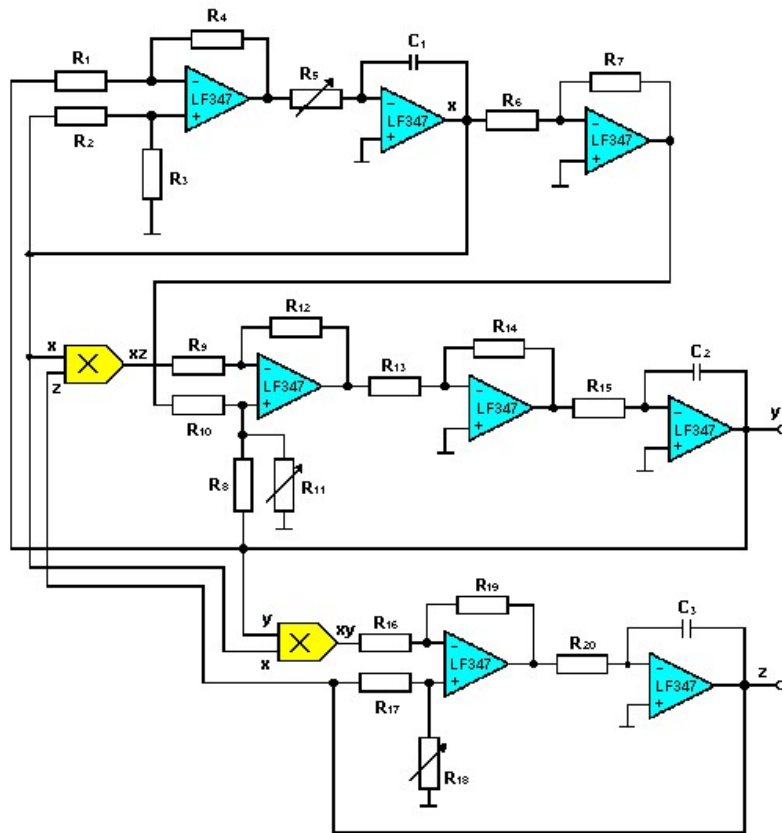 R4 C1 R7
R1 R5
LF347 LF347 x R6 LF347
R2
R3
R12 R14 C2
x xz R9 R13 R15
z LF347 LF347 LF347 y
R10
R8 R11
R19 C3
y xy R16 R20
x LF347 LF347 z
R17
R18